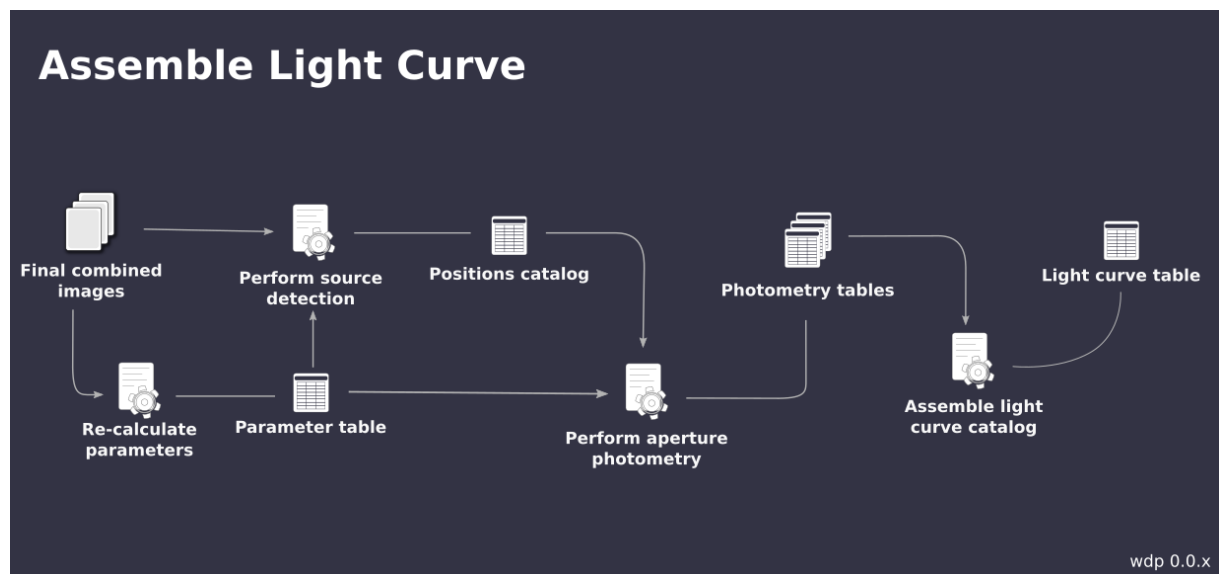 Assemble Light Curve
Final combined
images
Perform source
detection
Positions catalog
Photometry tables
Light curve table
Re-calculate
parameters
Parameter table
Perform aperture
photometry
Assemble light
curve catalog
wdp 0.0.x